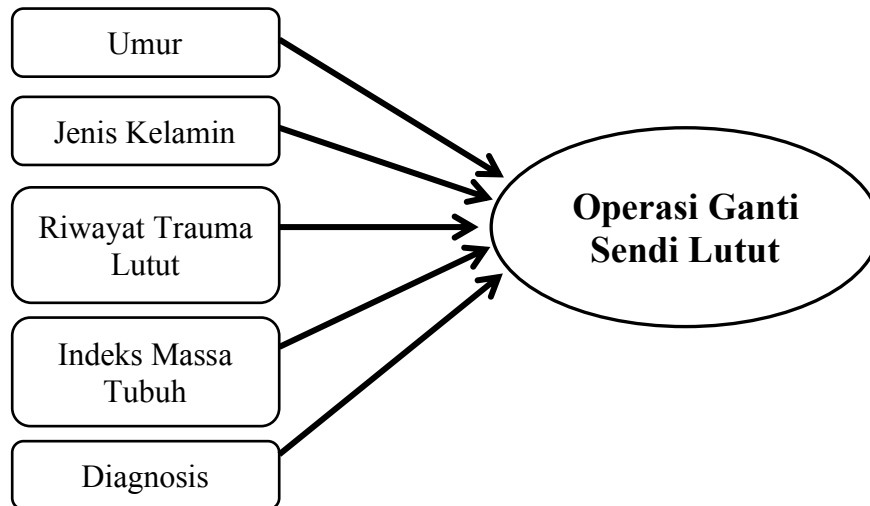 Umur
Jenis Kelamin
Riwayat Trauma
Lutut
Indeks Massa
Tubuh
Diagnosis
Operasi Ganti
Sendi Lutut